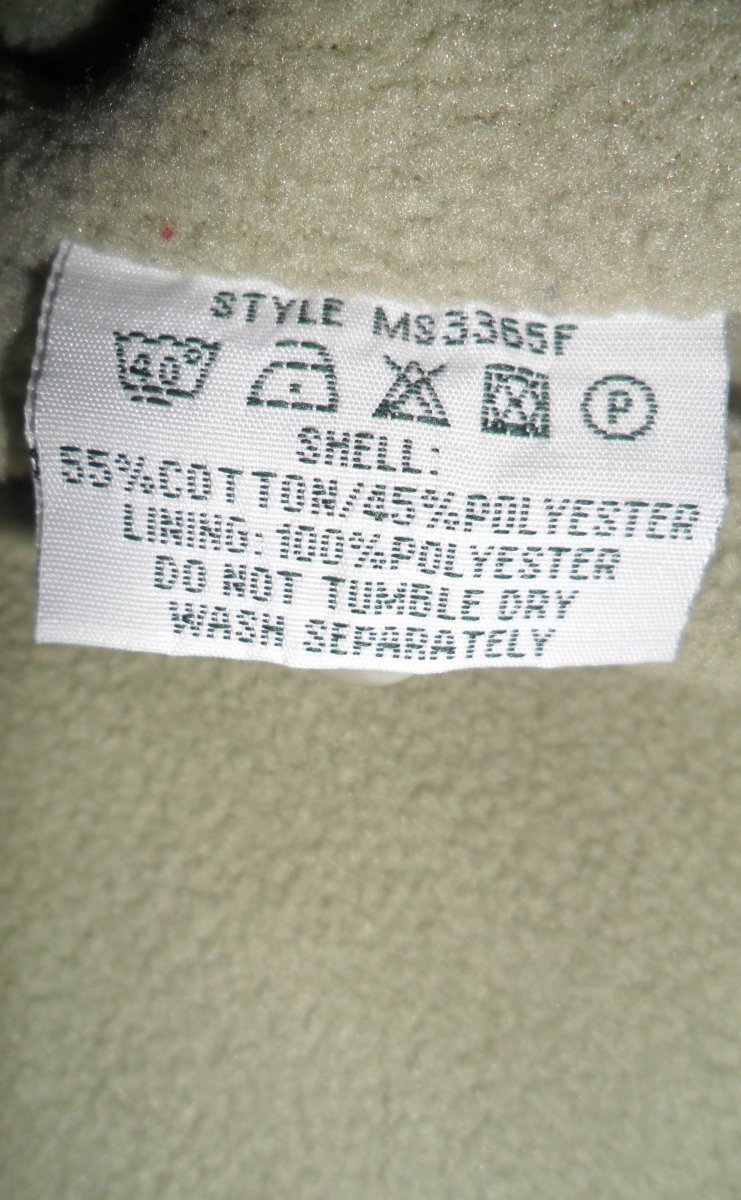 STYLE MS3365F
40°
P
SHELL:
55%COTTON/45%POLYESTER
LINING: 100%POLYESTER
DO NOT TUMBLE DRY
WASH SEPARATELY